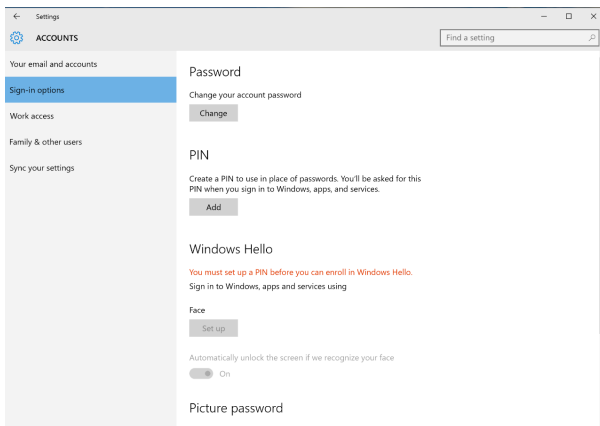 Settings
ACCOUNTS
Find a setting
Your email and accounts
Sign-in options
Work access
Family & other users
Sync your settings
Password
Change your account password
Change
PIN
Create a PIN to use in place of passwords. You'll be asked for this
PIN when you sign in to Windows, apps, and services.
Add
Windows Hello
You must set up a PIN before you can enroll in Windows Hello.
Sign in to Windows, apps and services using
Face
Set up
Automatically unlock the screen if we recognize your face
On
Picture password